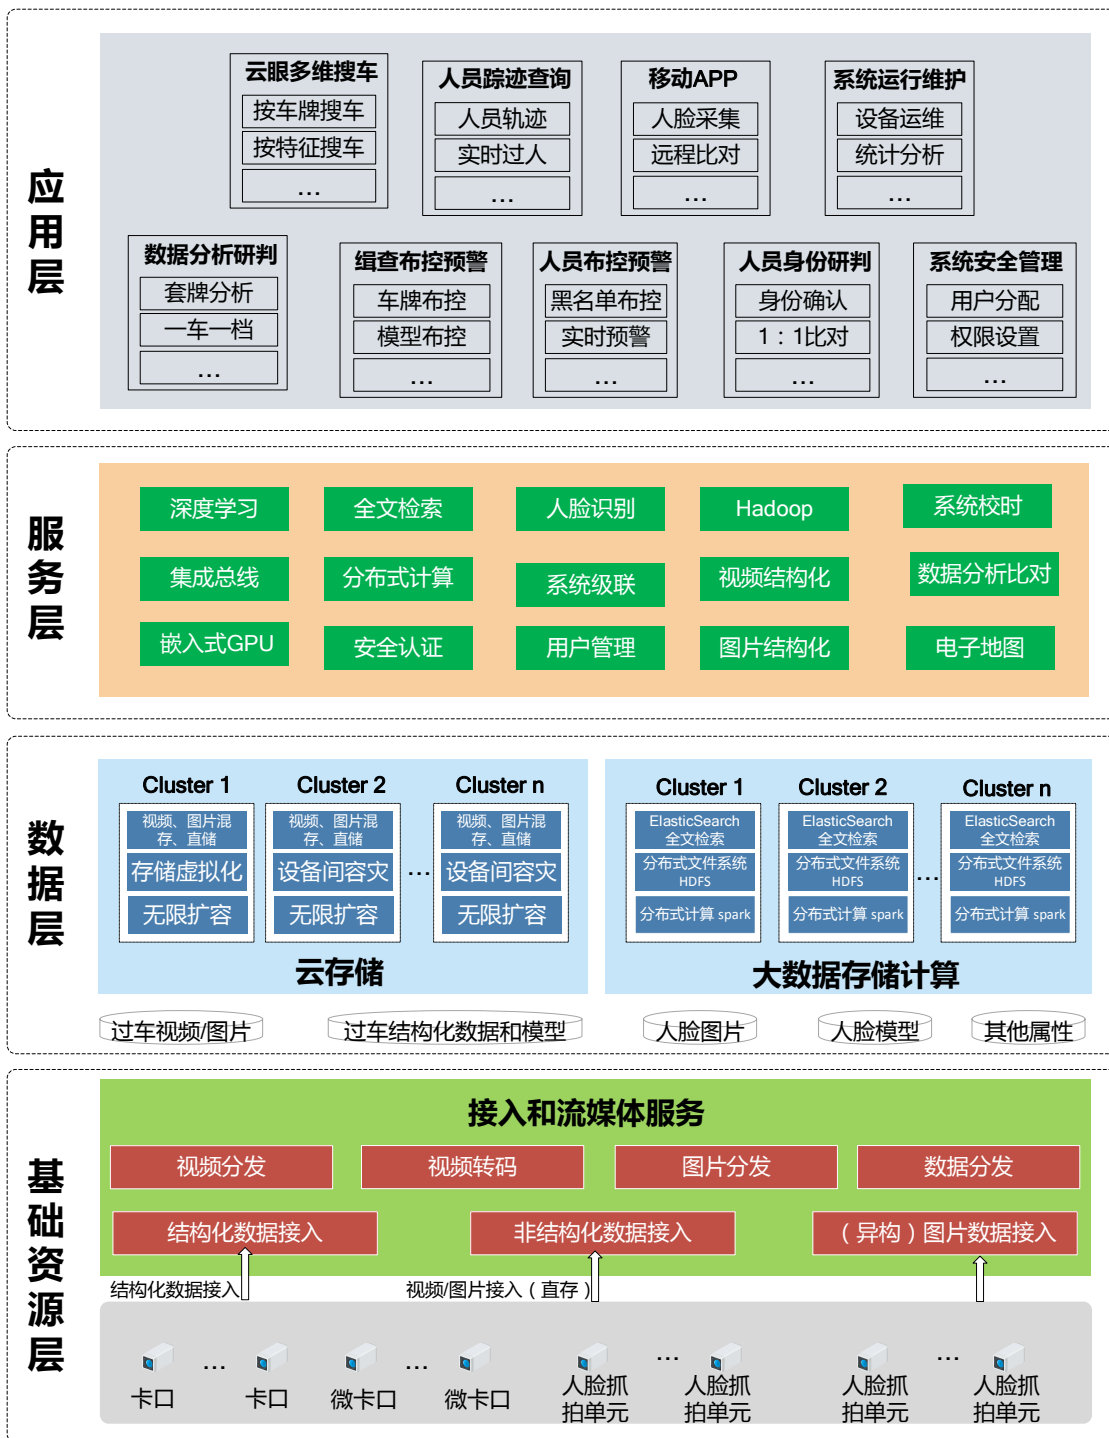 应用层
云眼多维搜车
按车牌搜车
按特征搜车
...
人员踪迹查询
人员轨迹
实时过人
...
移动APP
人脸采集
远程比对
...
系统运行维护
设备运维
统计分析
...
数据分析研判
套牌分析
一车一档
...
缉查布控预警
车牌布控
模型布控
...
人员布控预警
黑名单布控
实时预警
...
人员身份研判
身份确认
1：1比对
...
系统安全管理
用户分配
权限设置
...
服务层
深度学习
全文检索
人脸识别
Hadoop
系统校时
集成总线
分布式计算
系统级联
视频结构化
数据分析比对
嵌入式GPU
安全认证
用户管理
图片结构化
电子地图
数据层
Cluster 1
视频、图片混
存、直储
存储虚拟化
无限扩容
Cluster 2
视频、图片混
存、直储
设备间容灾
无限扩容
...
Cluster n
视频、图片混
存、直储
设备间容灾
无限扩容
云存储
Cluster 1
ElasticSearch
全文检索
分布式文件系统
HDFS
分布式计算 spark
Cluster 2
ElasticSearch
全文检索
分布式文件系统
HDFS
分布式计算 spark
...
Cluster n
ElasticSearch
全文检索
分布式文件系统
HDFS
分布式计算 spark
大数据存储计算
过车视频/图片
过车结构化数据和模型
人脸图片
人脸模型
其他属性
基础资源层
接入和流媒体服务
视频分发
视频转码
图片分发
数据分发
结构化数据接入
非结构化数据接入
（异构）图片数据接入
结构化数据接入
视频/图片接入（直存）
卡口
...
卡口
微卡口
...
微卡口
人脸抓
拍单元
...
人脸抓
拍单元
人脸抓
拍单元
...
人脸抓
拍单元